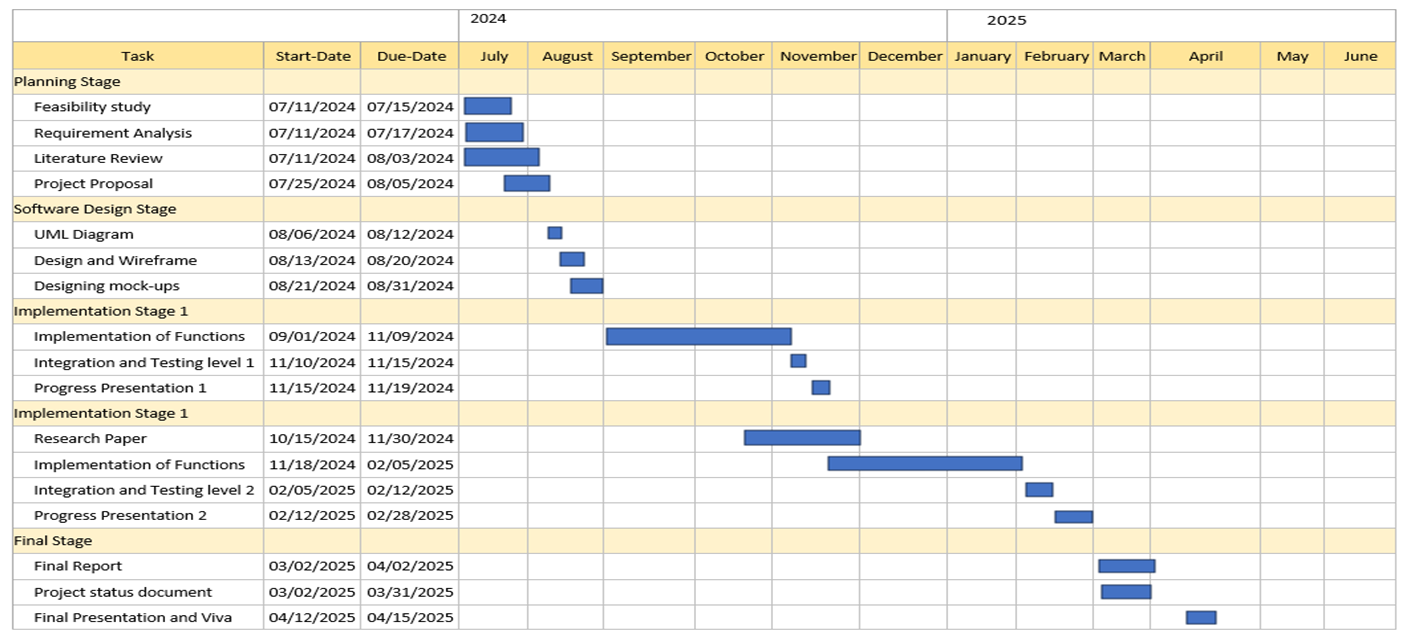 2024 2025
Task Start-Date Due-Date July August September October November December January February March April May June
Planning Stage
Feasibility study 07/11/2024 07/15/2024
Requirement Analysis 07/11/2024 07/17/2024
Literature Review 07/11/2024 08/03/2024
Project Proposal 07/25/2024 08/05/2024
Software Design Stage
UML Diagram 08/06/2024 08/12/2024
Design and Wireframe 08/13/2024 08/20/2024
Designing mock-ups 08/21/2024 08/31/2024
Implementation Stage 1
Implementation of Functions 09/01/2024 11/09/2024
Integration and Testing level 1 11/10/2024 11/15/2024
Progress Presentation 1 11/15/2024 11/19/2024
Implementation Stage 1
Research Paper 10/15/2024 11/30/2024
Implementation of Functions 11/18/2024 02/05/2025
Integration and Testing level 2 02/05/2025 02/12/2025
Progress Presentation 2 02/12/2025 02/28/2025
Final Stage
Final Report 03/02/2025 04/02/2025
Project status document 03/02/2025 03/31/2025
Final Presentation and Viva 04/12/2025 04/15/2025